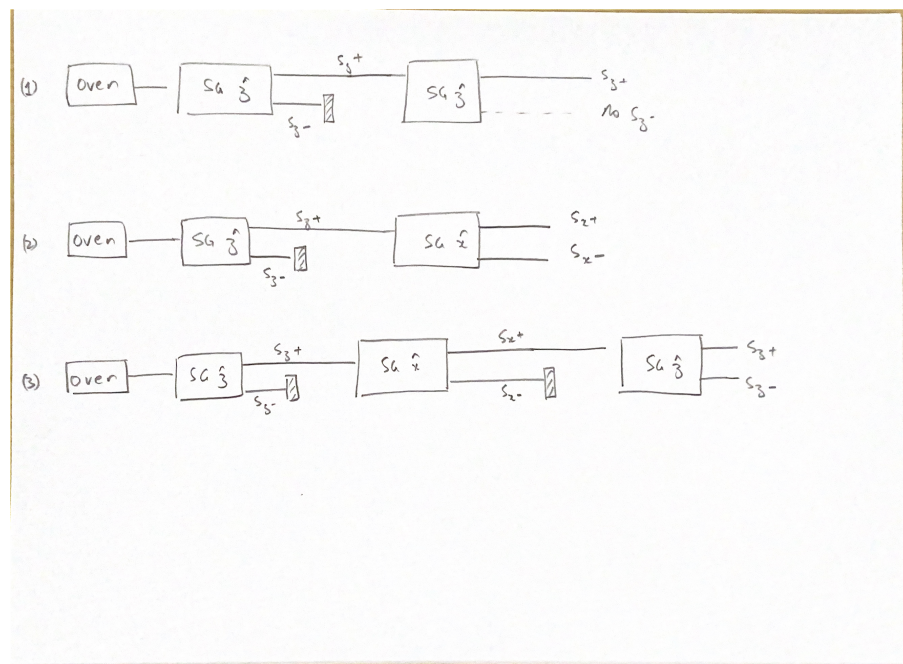 (1) oven SG ẑ Sz+ Sz- SG ẑ Sz+ No Sz-
(2) oven SG ẑ Sz+ Sz- SG x̂ Sx+ Sx-
(3) oven SG ẑ Sz+ Sz- SG x̂ Sx+ Sx- SG ẑ Sz+ Sz-